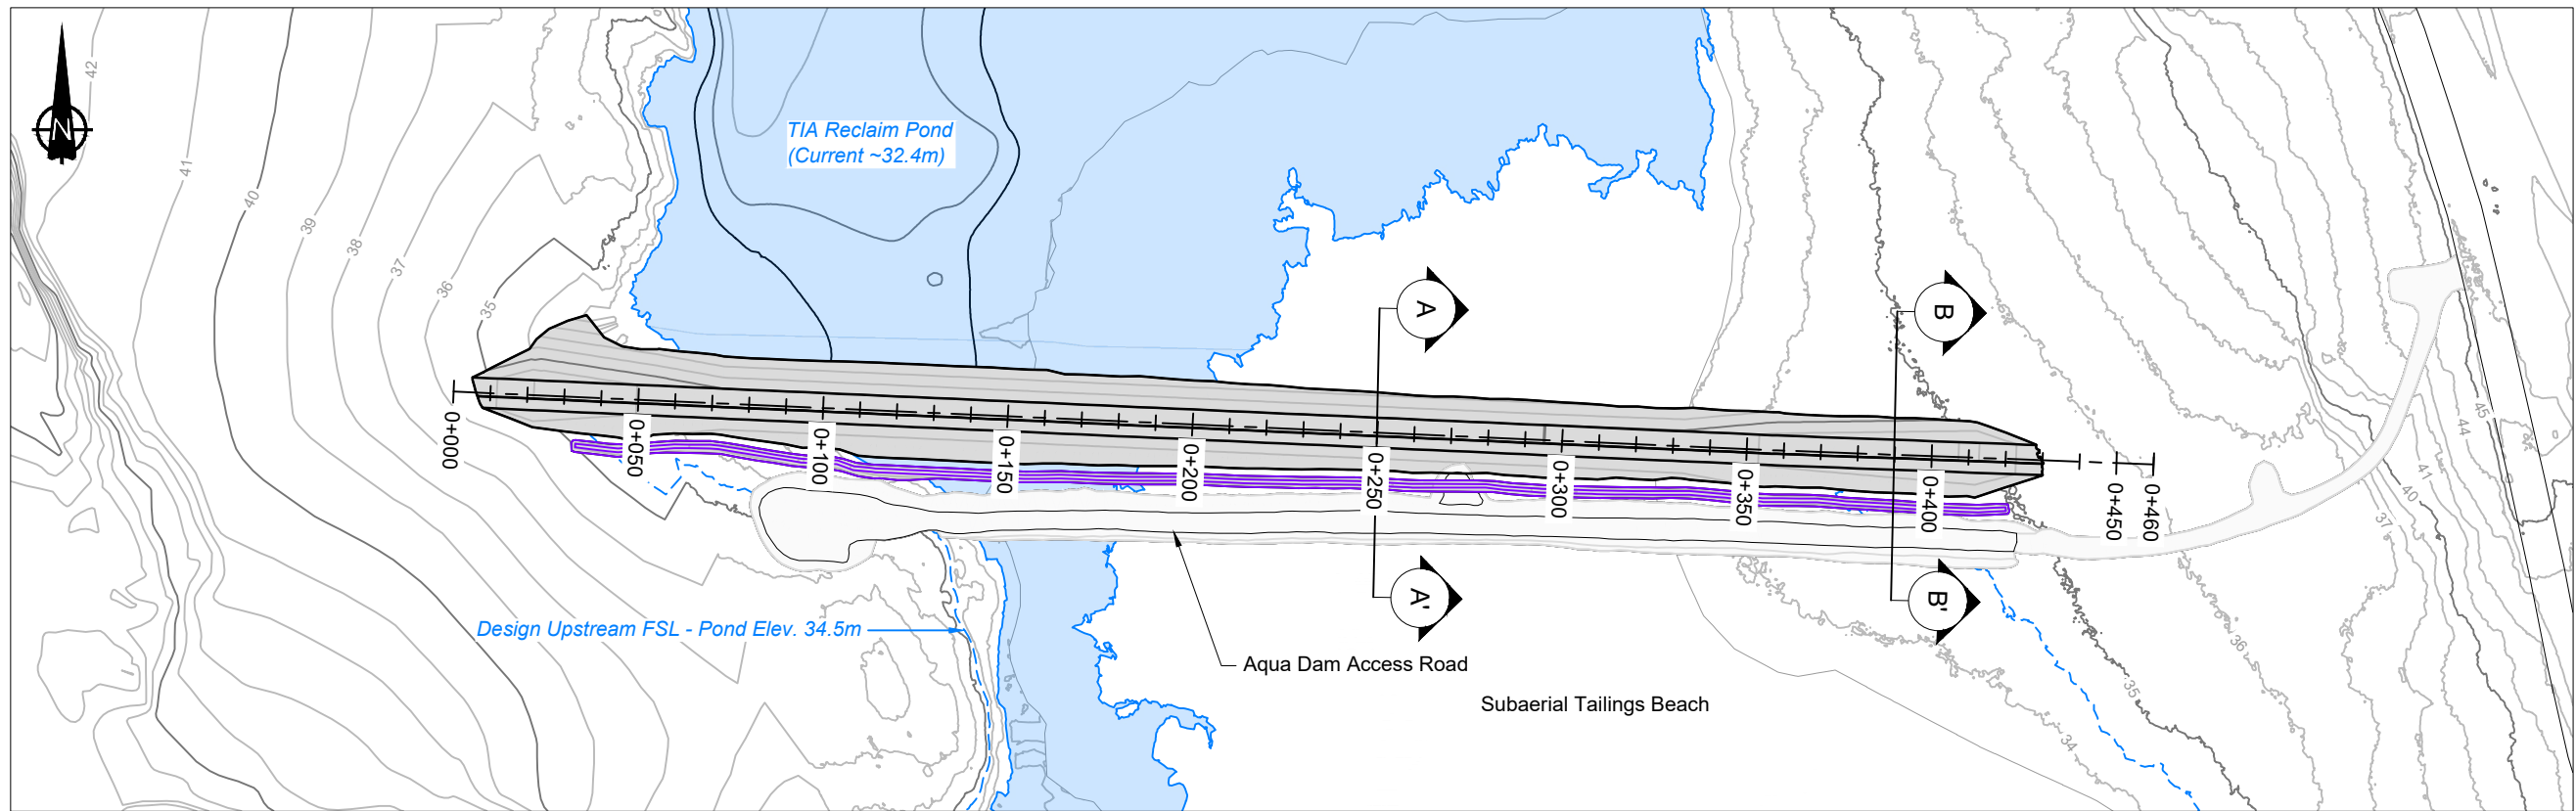 42
N
41
40
39
38
37
36
35
TIA Reclaim Pond
(Current ~32.4m)
A
B
0+000
0+050
0+100
0+150
0+200
0+250
0+300
0+350
0+400
0+450
0+460
A'
B'
Design Upstream FSL - Pond Elev. 34.5m
Aqua Dam Access Road
Subaerial Tailings Beach
45
44
41
40
37
36
35
34